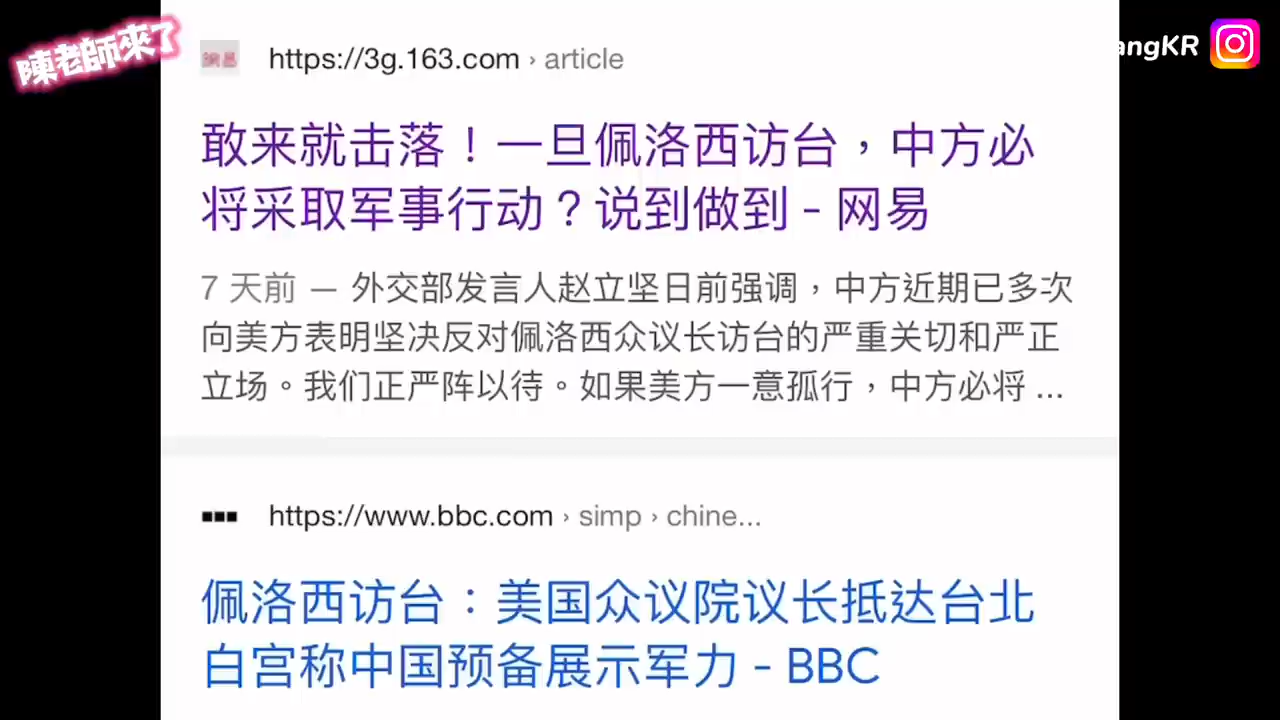 陳老師來了
angKR
https://3g.163.com › article
敢来就击落！一旦佩洛西访台，中方必
将采取军事行动？说到做到 - 网易
7 天前 — 外交部发言人赵立坚日前强调，中方近期已多次
向美方表明坚决反对佩洛西众议长访台的严重关切和严正
立场。我们正严阵以待。如果美方一意孤行，中方必将 ...
https://www.bbc.com › simp › chine...
佩洛西访台：美国众议院议长抵达台北
白宫称中国预备展示军力 - BBC